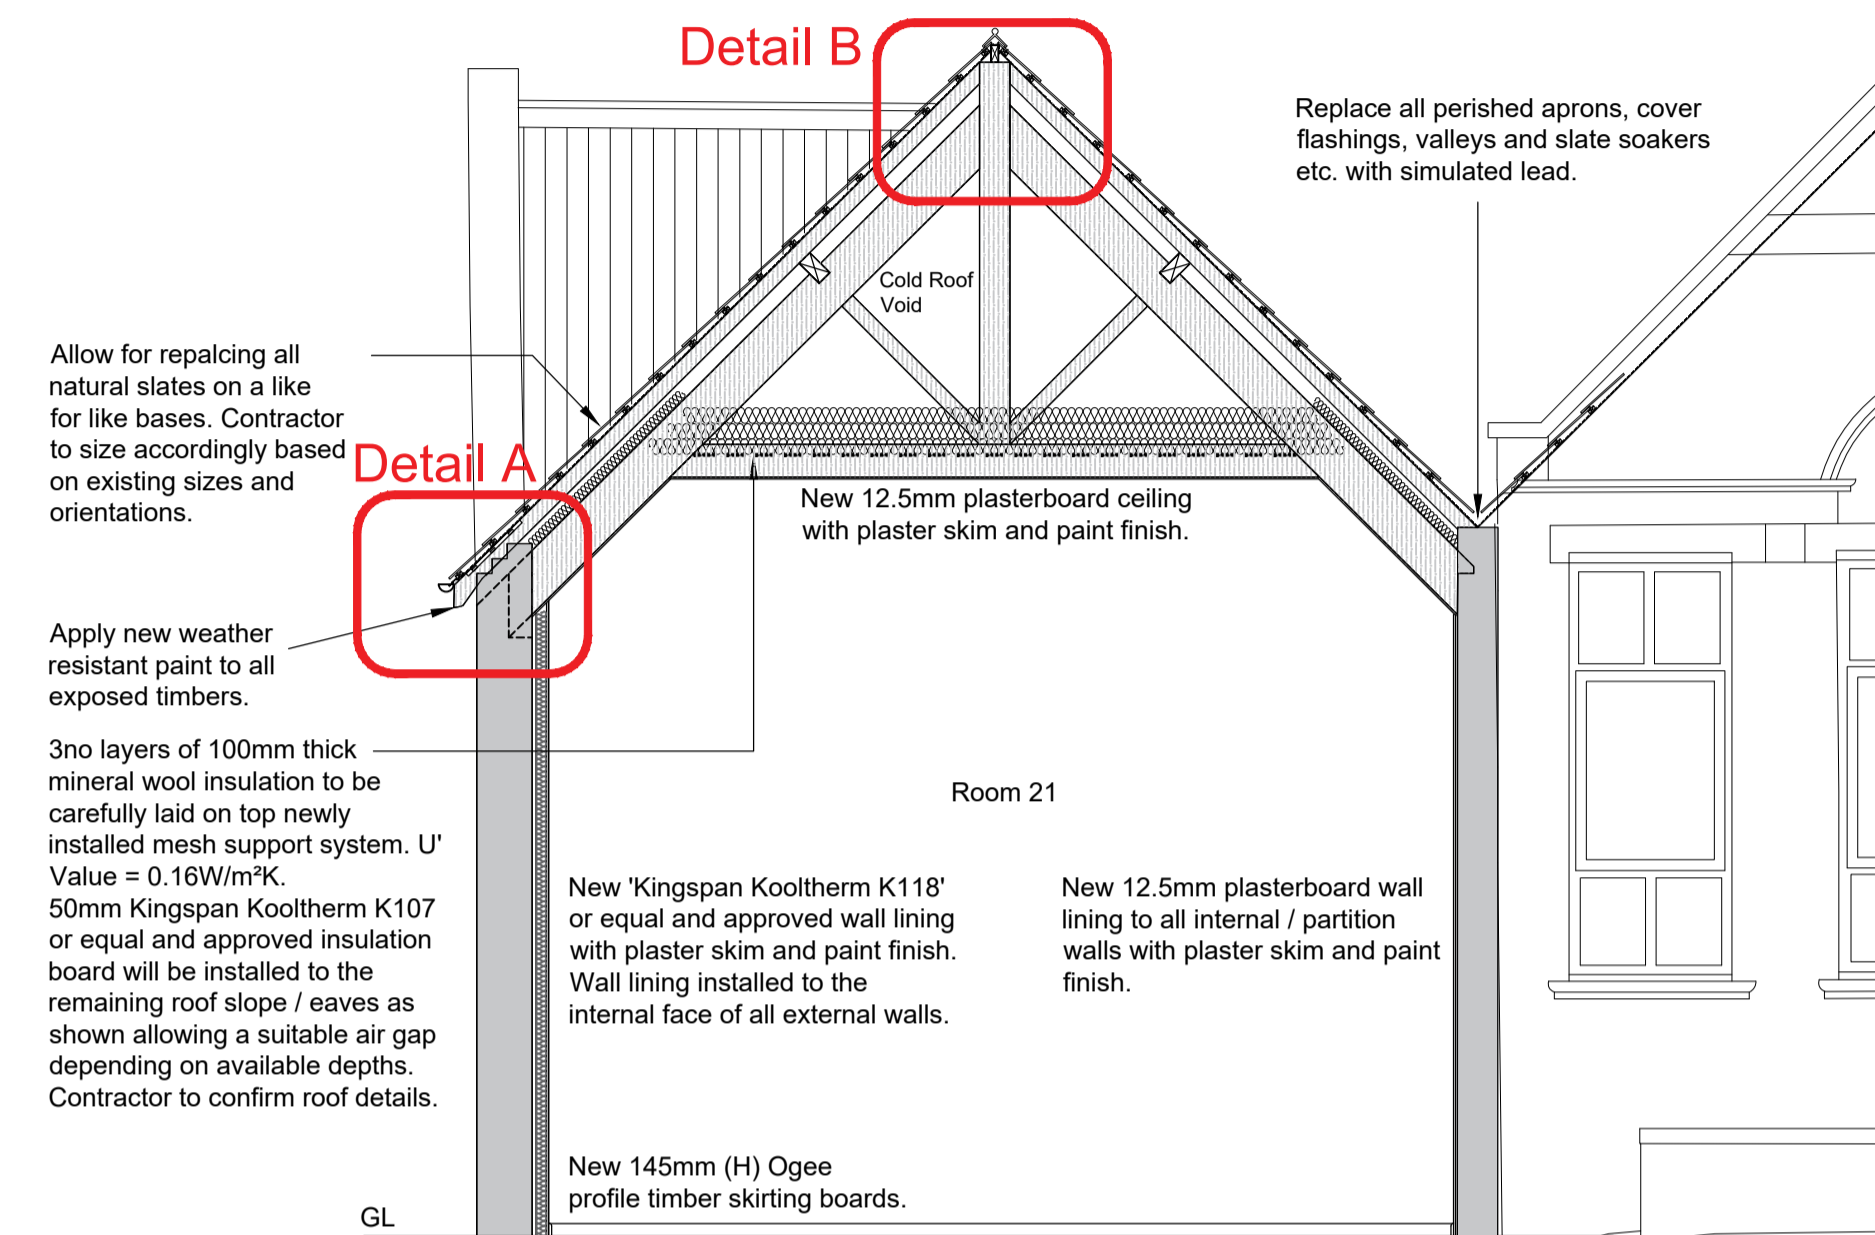 Detail B
Replace all perished aprons, cover
flashings, valleys and slate soakers
etc. with simulated lead.
Cold Roof
Void
Allow for repalcing all
natural slates on a like
for like bases. Contractor
to size accordingly based
on existing sizes and
orientations.
Detail A
New 12.5mm plasterboard ceiling
with plaster skim and paint finish.
Apply new weather
resistant paint to all
exposed timbers.
3no layers of 100mm thick
mineral wool insulation to be
carefully laid on top newly
installed mesh support system. U'
Value = 0.16W/m²K.
50mm Kingspan Kooltherm K107
or equal and approved insulation
board will be installed to the
remaining roof slope / eaves as
shown allowing a suitable air gap
depending on available depths.
Contractor to confirm roof details.
Room 21
New 'Kingspan Kooltherm K118'
or equal and approved wall lining
with plaster skim and paint finish.
Wall lining installed to the
internal face of all external walls.
New 12.5mm plasterboard wall
lining to all internal / partition
walls with plaster skim and paint
finish.
New 145mm (H) Ogee
profile timber skirting boards.
GL